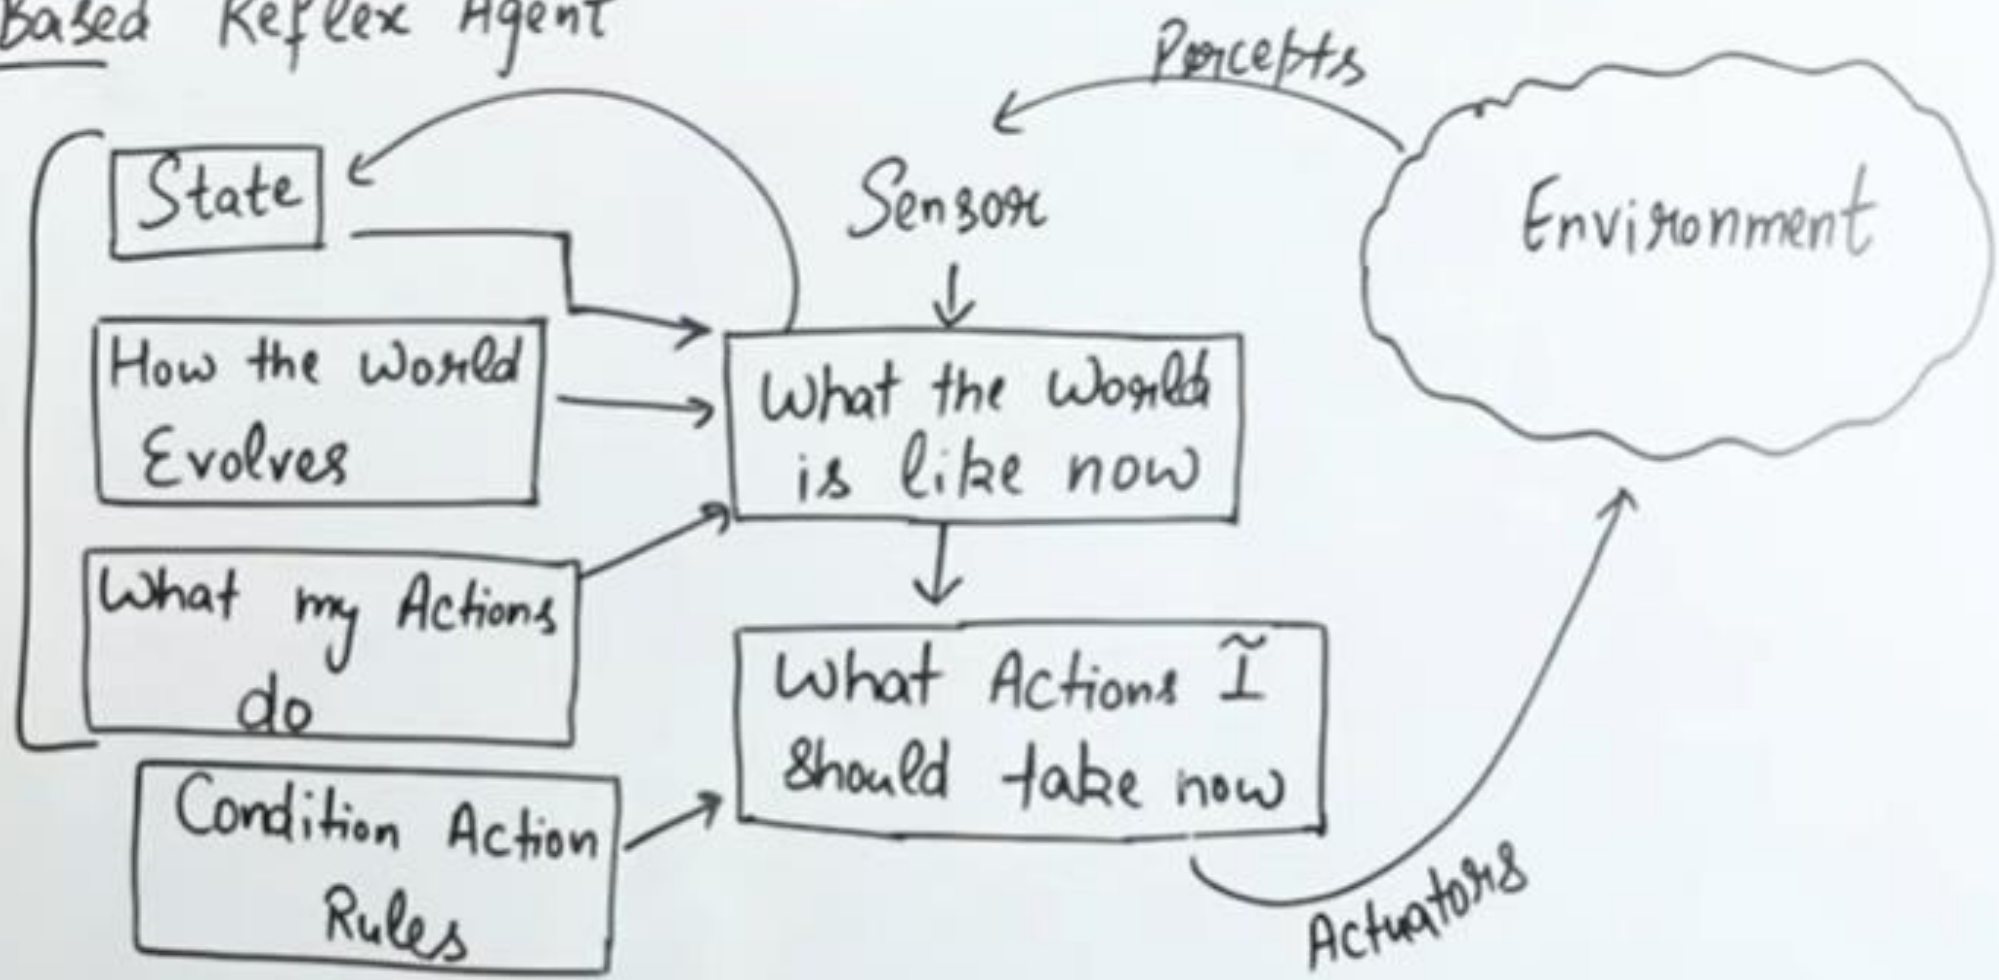 Based Reflex Agent
Percepts
State
Sensor
Environment
How the World
Evolves
What the World
is like now
What my Actions
do
What Actions I
should take now
Condition Action
Rules
Actuators